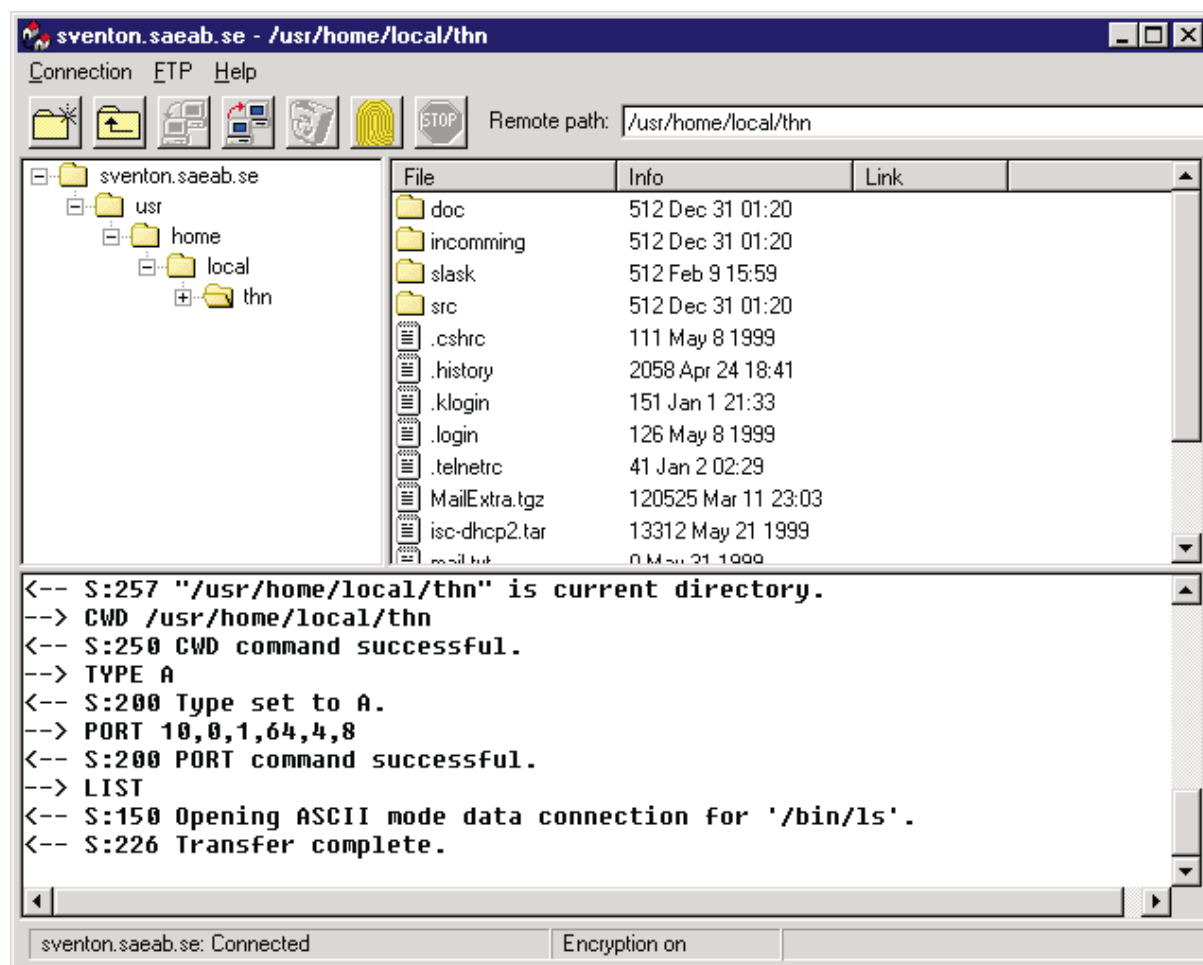 sventon.saeab.se - /usr/home/local/thn
Connection FTP Help
STOP Remote path: /usr/home/local/thn
sventon.saeab.se
usr
home
local
thn
File Info Link
doc 512 Dec 31 01:20
incomming 512 Dec 31 01:20
slask 512 Feb 9 15:59
src 512 Dec 31 01:20
.cshrc 111 May 8 1999
.history 2058 Apr 24 18:41
.klogin 151 Jan 1 21:33
.login 126 May 8 1999
.telnetrc 41 Jan 2 02:29
MailExtra.tgz 120525 Mar 11 23:03
isc-dhcp2.tar 13312 May 21 1999
0 May 31 1999
<-- S:257 "/usr/home/local/thn" is current directory.
--> CWD /usr/home/local/thn
<-- S:250 CWD command successful.
--> TYPE A
<-- S:200 Type set to A.
--> PORT 10,0,1,64,4,8
<-- S:200 PORT command successful.
--> LIST
<-- S:150 Opening ASCII mode data connection for '/bin/ls'.
<-- S:226 Transfer complete.
sventon.saeab.se: Connected Encryption on